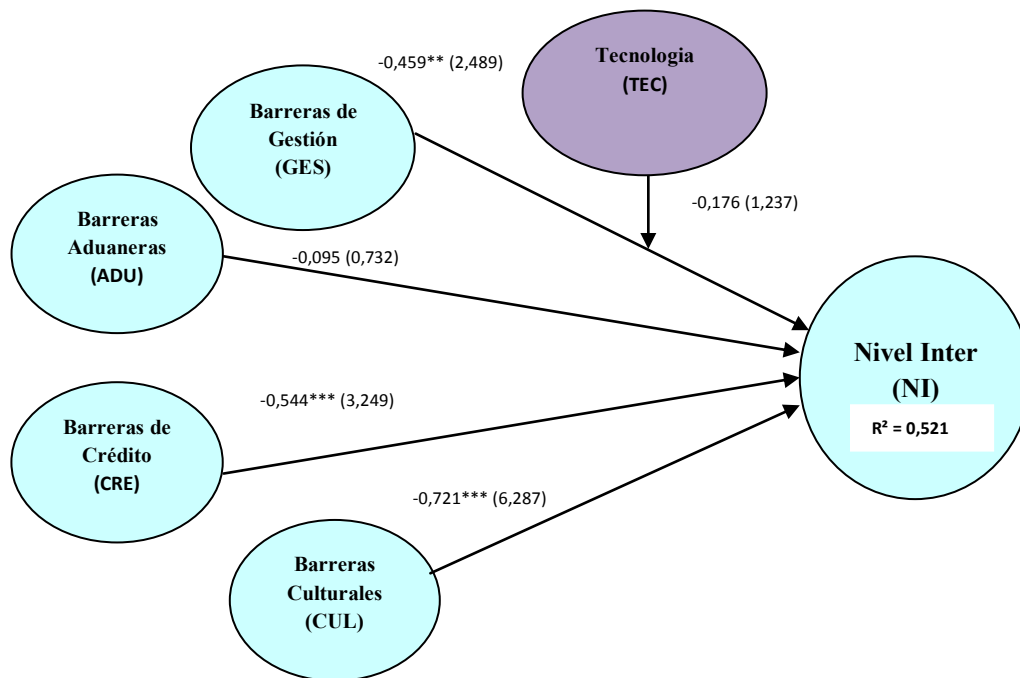 -0,459** (2,489)
Tecnologia
(TEC)
Barreras de
Gestión
(GES)
-0,176 (1,237)
Barreras
Aduaneras
(ADU)
-0,095 (0,732)
Nivel Inter
(NI)
R² = 0,521
-0,544*** (3,249)
Barreras de
Crédito
(CRE)
-0,721*** (6,287)
Barreras
Culturales
(CUL)